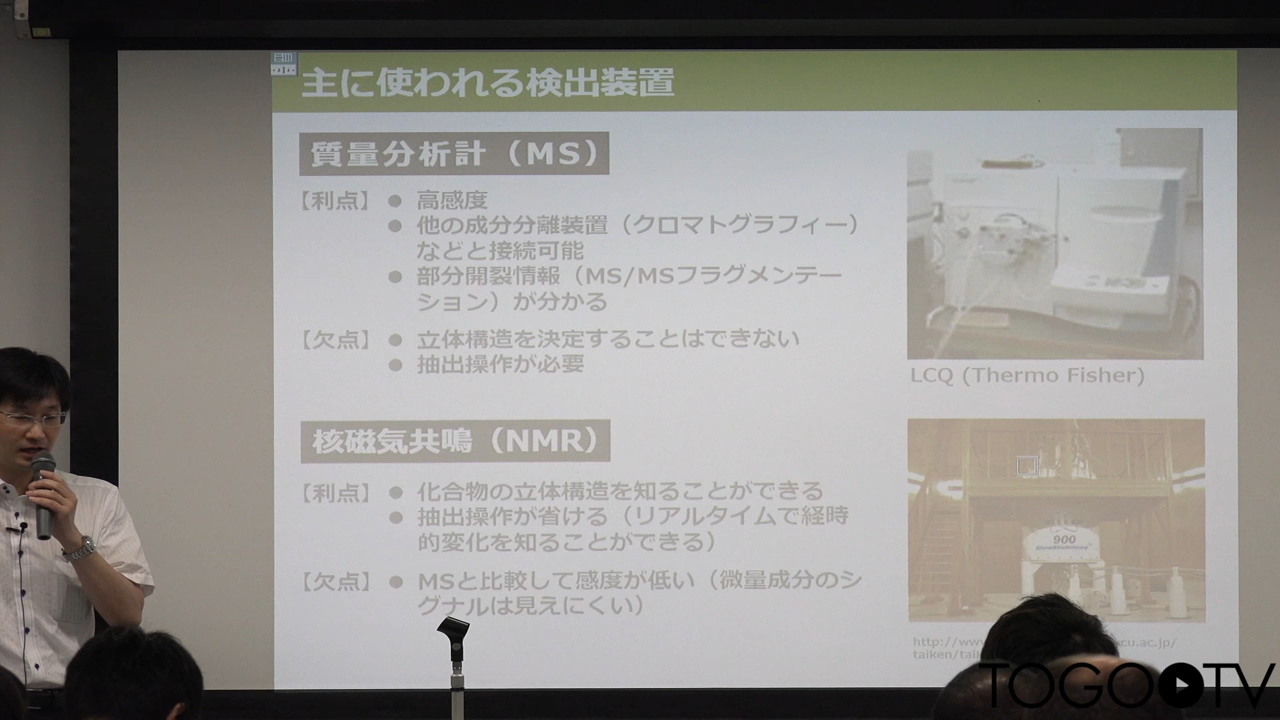 主に使われる検出装置
質量分析計（MS）
【利点】 ● 高感度
● 他の成分分離装置（クロマトグラフィー）
などと接続可能
● 部分開裂情報（MS/MSフラグメンテー
ション）が分かる
【欠点】 ● 立体構造を決定することはできない
● 抽出操作が必要
LCQ (Thermo Fisher)
核磁気共鳴（NMR）
【利点】 ● 化合物の立体構造を知ることができる
● 抽出操作が省ける（リアルタイムで経時
的変化を知ることができる）
【欠点】 ● MSと比較して感度が低い（微量成分のシ
グナルは見えにくい）
900
cu.ac.jp/
TOGO TV